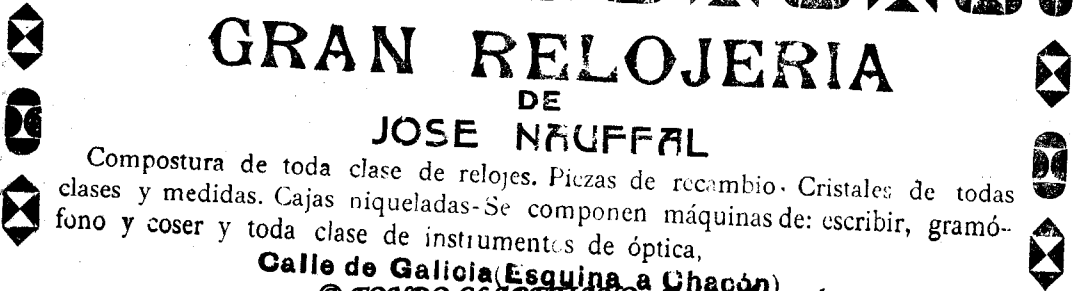 GRAN RELOJERIA
DE
JOSE NAUFFAL
Compostura de toda clase de relojes. Piezas de recambio. Cristales de todas
clases y medidas. Cajas niqueladas-Se componen máquinas de: escribir, gramó-
fono y coser y toda clase de instrumentos de óptica,
Calle de Galicia (Esquina a Chacón)